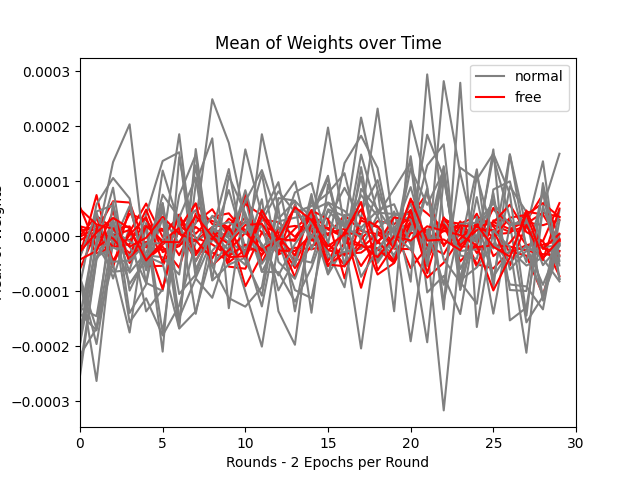 Mean of Weights over Time
normal
free
0.0003
0.0002
0.0001
0.0000
−0.0001
−0.0002
−0.0003
0 5 10 15 20 25 30
Rounds - 2 Epochs per Round